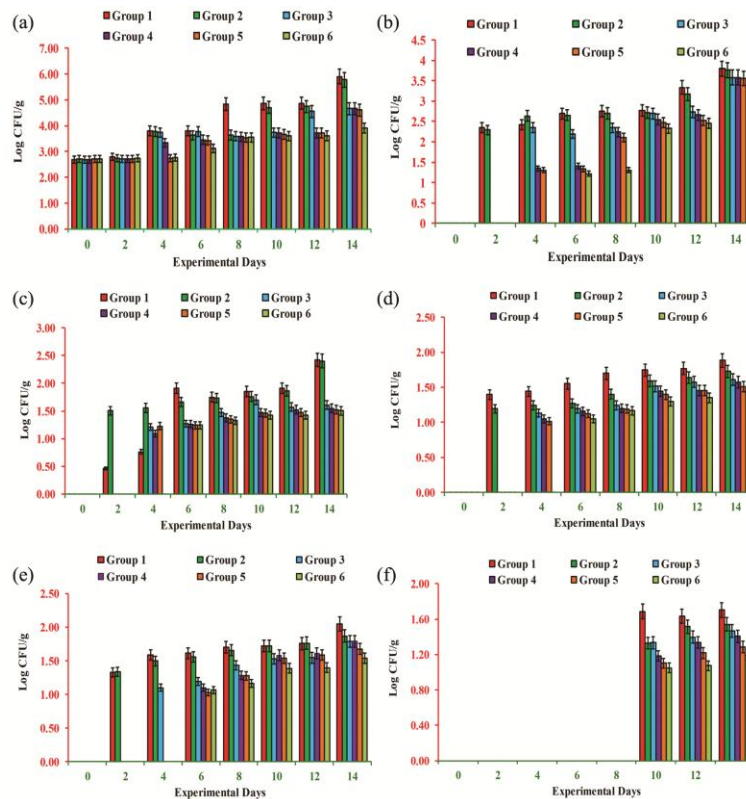 (a)
Group 1 Group 2 Group 3
Group 4 Group 5 Group 6
Log CFU/g
7.00
6.00
5.00
4.00
3.00
2.00
1.00
0.00
0 2 4 6 8 10 12 14
Experimental Days
(b)
Group 1 Group 2 Group 3
Group 4 Group 5 Group 6
Log CFU/g
4.5
4
3.5
3
2.5
2
1.5
1
0.5
0
0 2 4 6 8 10 12 14
Experimental Days
(c)
Group 1 Group 2 Group 3
Group 4 Group 5 Group 6
Log CFU/g
3.00
2.50
2.00
1.50
1.00
0.50
0.00
0 2 4 6 8 10 12 14
Experimental Days
(d)
Group 1 Group 2 Group 3
Group 4 Group 5 Group 6
Log CFU/g
2.00
1.50
1.00
0.50
0.00
0 2 4 6 8 10 12 14
Experimental Days
(e)
Group 1 Group 2 Group 3
Group 4 Group 5 Group 6
Log CFU/g
2.50
2.00
1.50
1.00
0.50
0.00
0 2 4 6 8 10 12 14
Experimental Days
(f)
Group 1 Group 2 Group 3
Group 4 Group 5 Group 6
Log CFU/g
2.00
1.60
1.20
0.80
0.40
0.00
0 2 4 6 8 10 12 14
Experimental Days